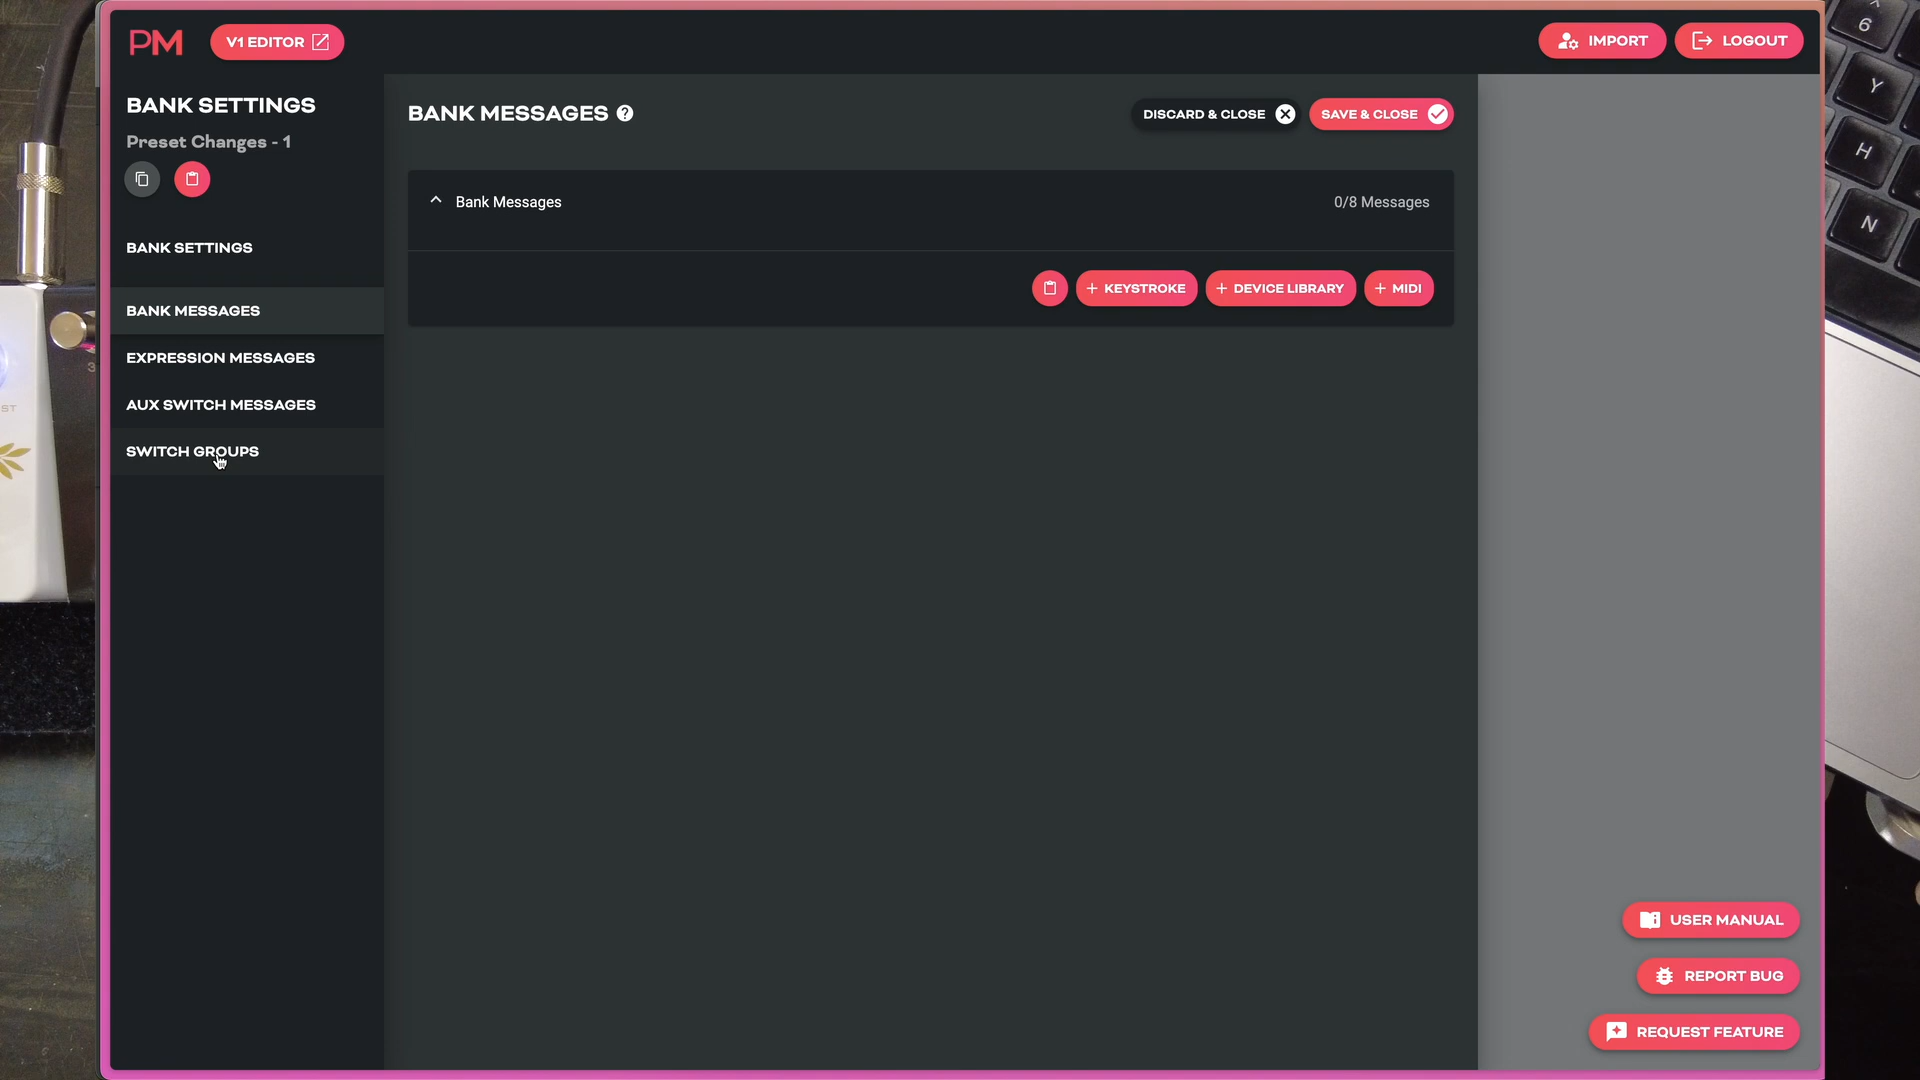 PM
V1 EDITOR
IMPORT
LOGOUT
BANK SETTINGS
Preset Changes - 1
BANK SETTINGS
BANK MESSAGES
EXPRESSION MESSAGES
AUX SWITCH MESSAGES
SWITCH GROUPS
BANK MESSAGES
DISCARD & CLOSE
SAVE & CLOSE
Bank Messages
0/8 Messages
+ KEYSTROKE
+ DEVICE LIBRARY
+ MIDI
USER MANUAL
REPORT BUG
REQUEST FEATURE
ST
3
^
6
Y
H
N